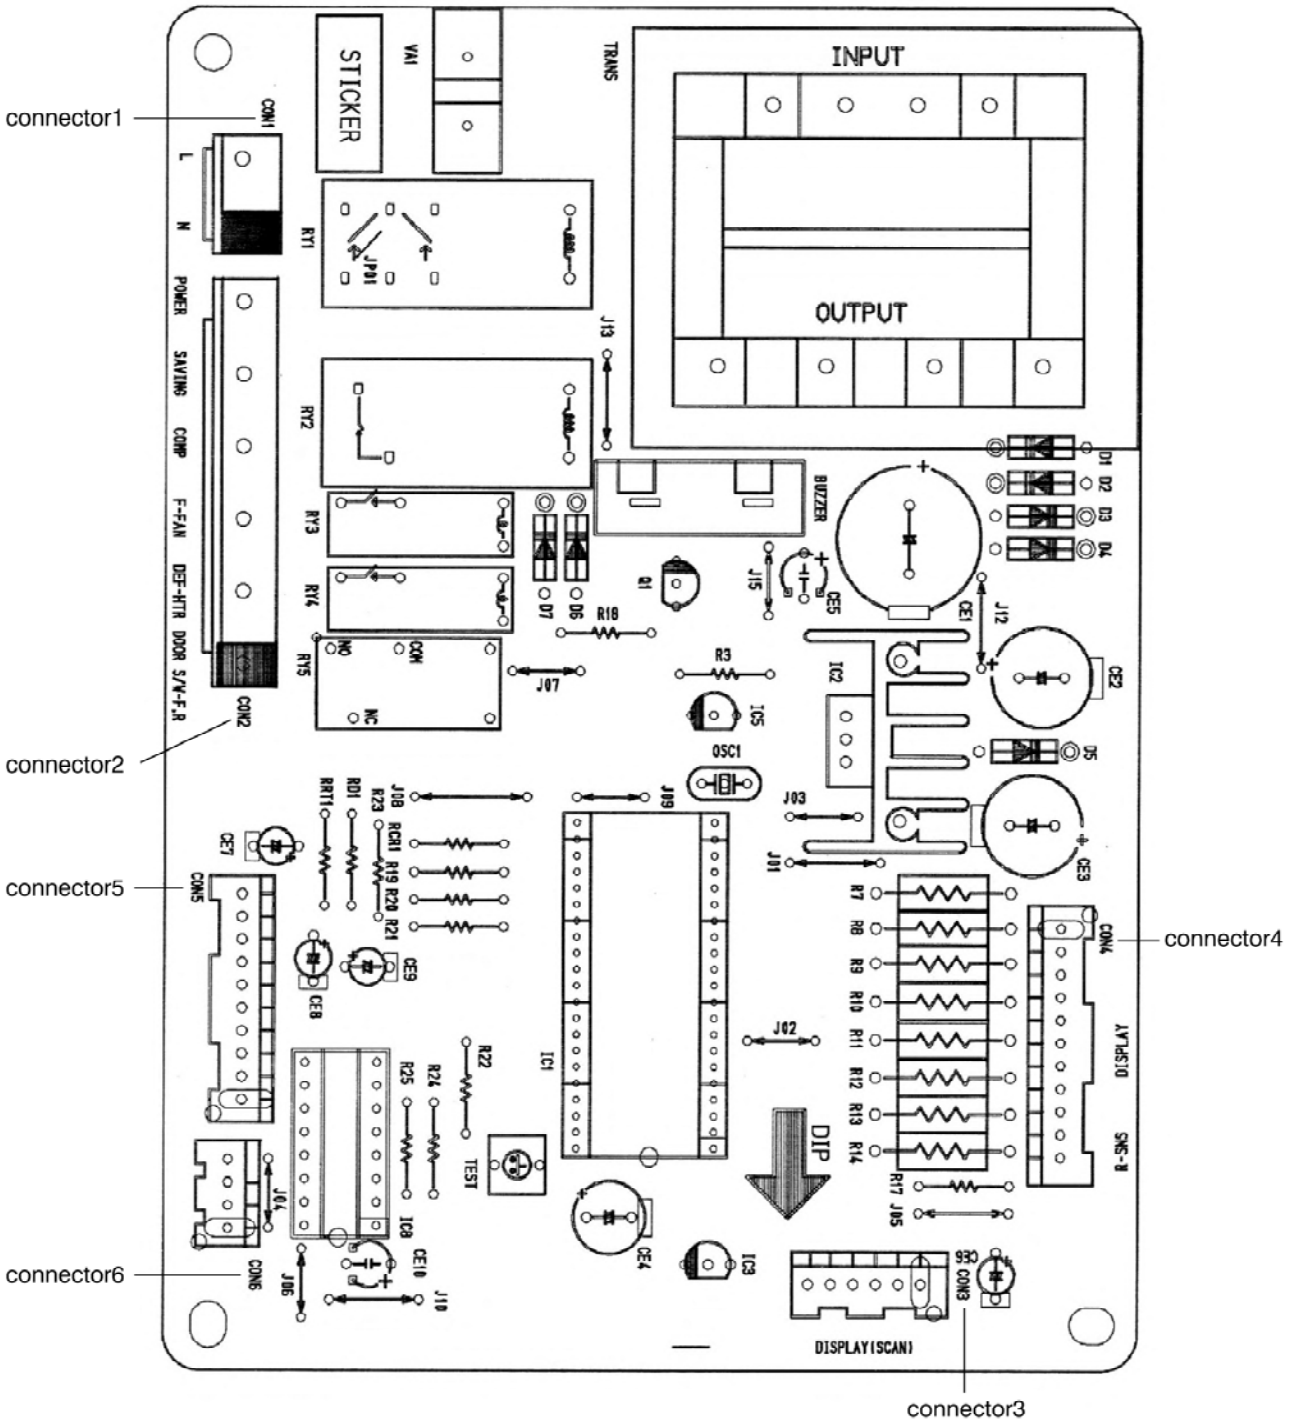 INPUT
TRANS
VA1
STICKER
CON1
connector1
L
N
RY1
JP01
POWER
OUTPUT
J13
SAVING
RY2
COMP
D1
D2
D3
D4
BUZZER
F-FAN
RY3
Q1
J15
CE5
CE1
J12
D7
D6
DEF-HTR
RY4
R18
DOOR S/W-F.R
RY5
NO
COM
NC
J07
R3
IC2
CE2
CON2
IC5
connector2
OSC1
D5
RRT1
RD1
R23
J08
J09
J03
CE7
RCR1
R19
R20
R21
J01
CE3
connector5
CON5
R7
R8
R9
R10
R11
R12
R13
R14
CON4
connector4
CE9
CE8
IC1
J02
R22
R25
R24
DISPLAY
DIP
R-SNS
TEST
R17
J05
J04
IC8
CE10
CE4
IC3
CE6
CON3
connector6
CON6
J06
J10
DISPLAY(SCAN)
connector3